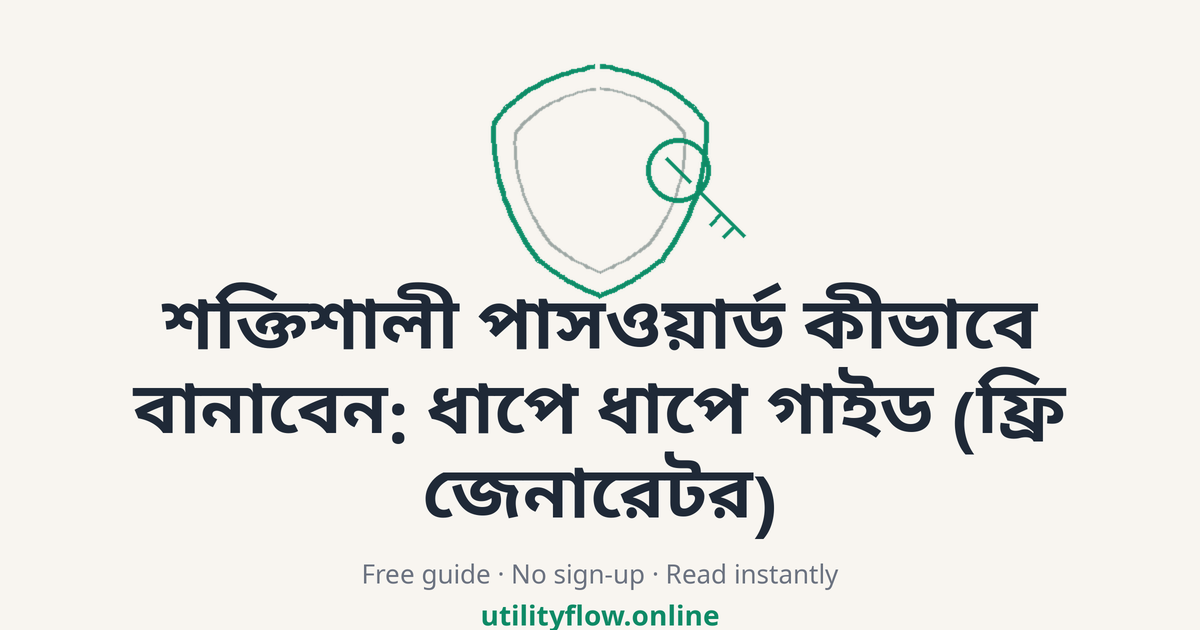 শক্তিশালী পাসওয়ার্ড কীভাবে
বানাবেন: ধাপে ধাপে গাইড (ফ্রি
জেনারেটর)
Free guide · No sign-up · Read instantly
utilityflow.online